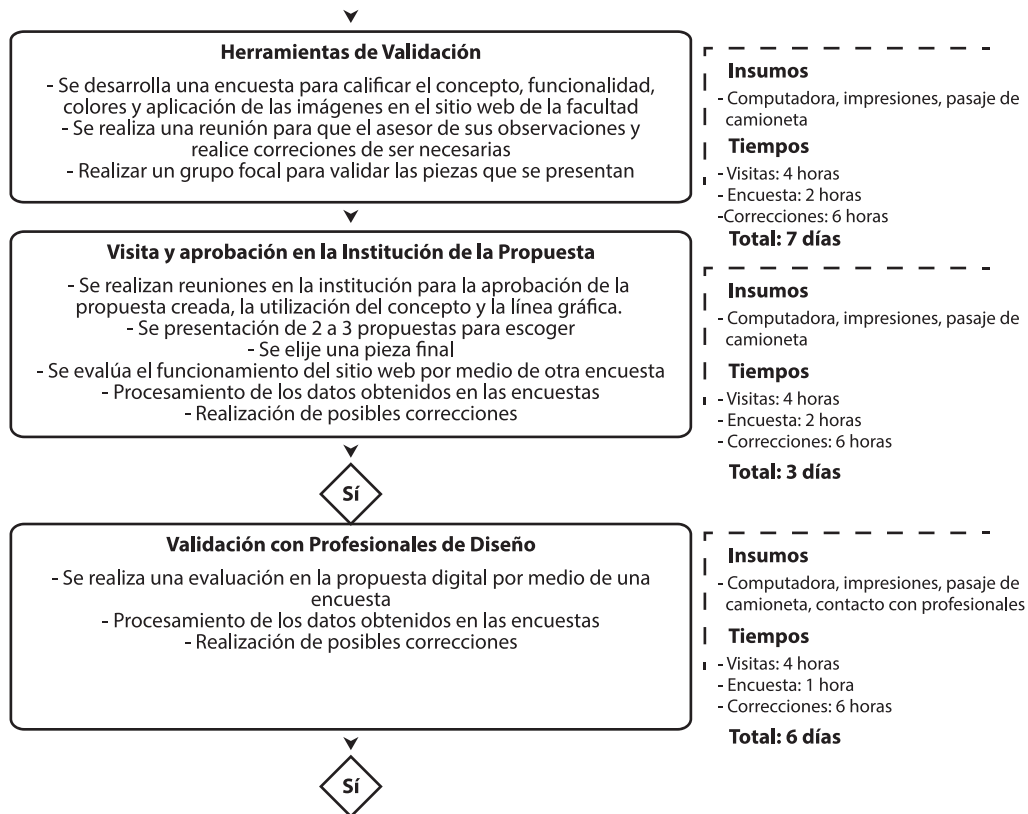 Herramientas de Validación
- Se desarrolla una encuesta para calificar el concepto, funcionalidad,
colores y aplicación de las imágenes en el sitio web de la facultad
- Se realiza una reunión para que el asesor de sus observaciones y
realice correciones de ser necesarias
- Realizar un grupo focal para validar las piezas que se presentan
Insumos
- Computadora, impresiones, pasaje de
camioneta
Tiempos
- Visitas: 4 horas
- Encuesta: 2 horas
-Correcciones: 6 horas
Total: 7 días
Visita y aprobación en la Institución de la Propuesta
- Se realizan reuniones en la institución para la aprobación de la
propuesta creada, la utilización del concepto y la línea gráfica.
- Se presentación de 2 a 3 propuestas para escoger
- Se elije una pieza final
- Se evalúa el funcionamiento del sitio web por medio de otra encuesta
- Procesamiento de los datos obtenidos en las encuestas
- Realización de posibles correcciones
Insumos
- Computadora, impresiones, pasaje de
camioneta
Tiempos
- Visitas: 4 horas
- Encuesta: 2 horas
- Correcciones: 6 horas
Total: 3 días
Sí
Validación con Profesionales de Diseño
- Se realiza una evaluación en la propuesta digital por medio de una
encuesta
- Procesamiento de los datos obtenidos en las encuestas
- Realización de posibles correcciones
Insumos
- Computadora, impresiones, pasaje de
camioneta, contacto con profesionales
Tiempos
- Visitas: 4 horas
- Encuesta: 1 hora
- Correcciones: 6 horas
Total: 6 días
Sí